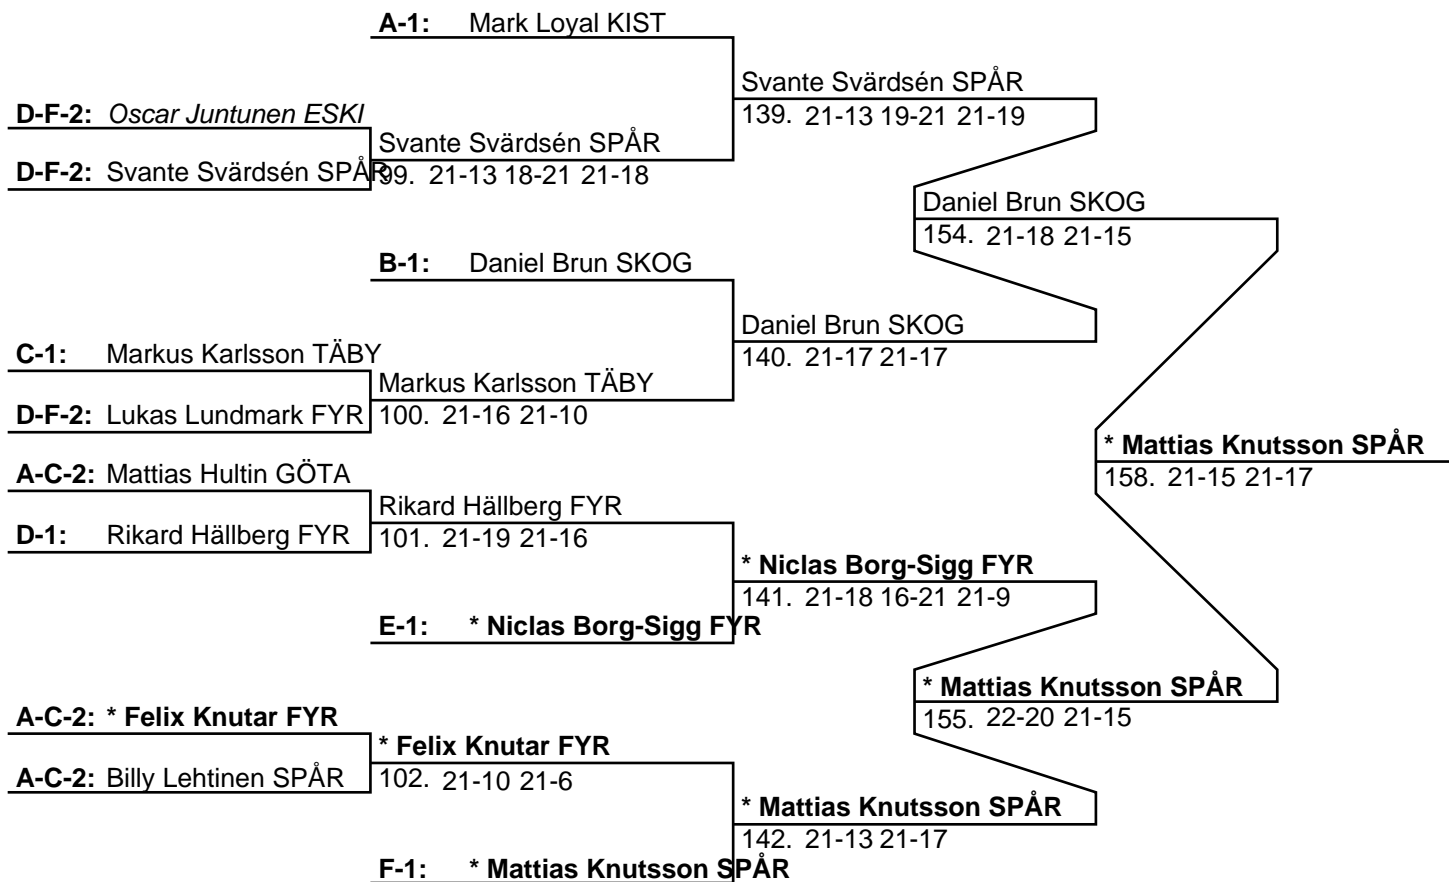 A-1: Mark Loyal KIST
Svante Svärdsén SPÅR
D-F-2: Oscar Juntunen ESKI
139. 21-13 19-21 21-19
Svante Svärdsén SPÅR
D-F-2: Svante Svärdsén SPÅR
99. 21-13 18-21 21-18
Daniel Brun SKOG
154. 21-18 21-15
B-1: Daniel Brun SKOG
Daniel Brun SKOG
C-1: Markus Karlsson TÄBY
140. 21-17 21-17
Markus Karlsson TÄBY
D-F-2: Lukas Lundmark FYR
100. 21-16 21-10
* Mattias Knutsson SPÅR
A-C-2: Mattias Hultin GÖTA
158. 21-15 21-17
Rikard Hällberg FYR
D-1: Rikard Hällberg FYR
101. 21-19 21-16
* Niclas Borg-Sigg FYR
141. 21-18 16-21 21-9
E-1: * Niclas Borg-Sigg FYR
* Mattias Knutsson SPÅR
A-C-2: * Felix Knutar FYR
155. 22-20 21-15
* Felix Knutar FYR
A-C-2: Billy Lehtinen SPÅR
102. 21-10 21-6
* Mattias Knutsson SPÅR
142. 21-13 21-17
F-1: * Mattias Knutsson SPÅR